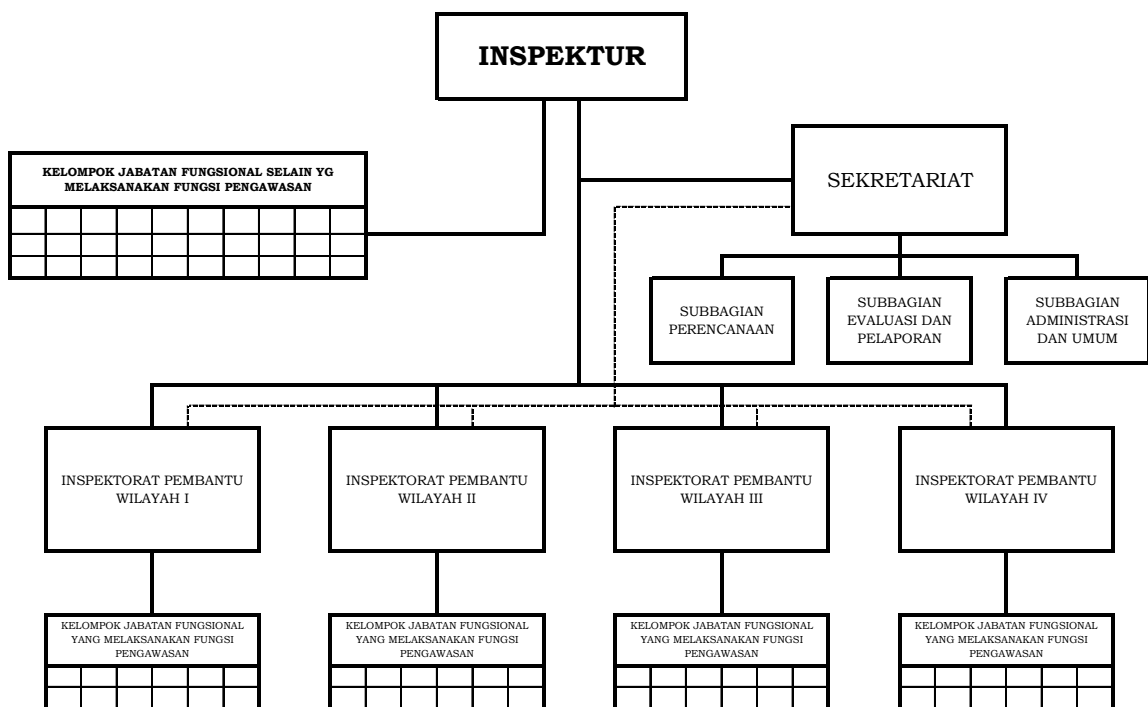 INSPEKTUR
KELOMPOK JABATAN FUNGSIONAL SELAIN YG
MELAKSANAKAN FUNGSI PENGAWASAN
SEKRETARIAT
SUBBAGIAN
PERENCANAAN
SUBBAGIAN
EVALUASI DAN
PELAPORAN
SUBBAGIAN
ADMINISTRASI
DAN UMUM
INSPEKTORAT PEMBANTU
WILAYAH I
INSPEKTORAT PEMBANTU
WILAYAH II
INSPEKTORAT PEMBANTU
WILAYAH III
INSPEKTORAT PEMBANTU
WILAYAH IV
KELOMPOK JABATAN FUNGSIONAL
YANG MELAKSANAKAN FUNGSI
PENGAWASAN
KELOMPOK JABATAN FUNGSIONAL
YANG MELAKSANAKAN FUNGSI
PENGAWASAN
KELOMPOK JABATAN FUNGSIONAL
YANG MELAKSANAKAN FUNGSI
PENGAWASAN
KELOMPOK JABATAN FUNGSIONAL
YANG MELAKSANAKAN FUNGSI
PENGAWASAN